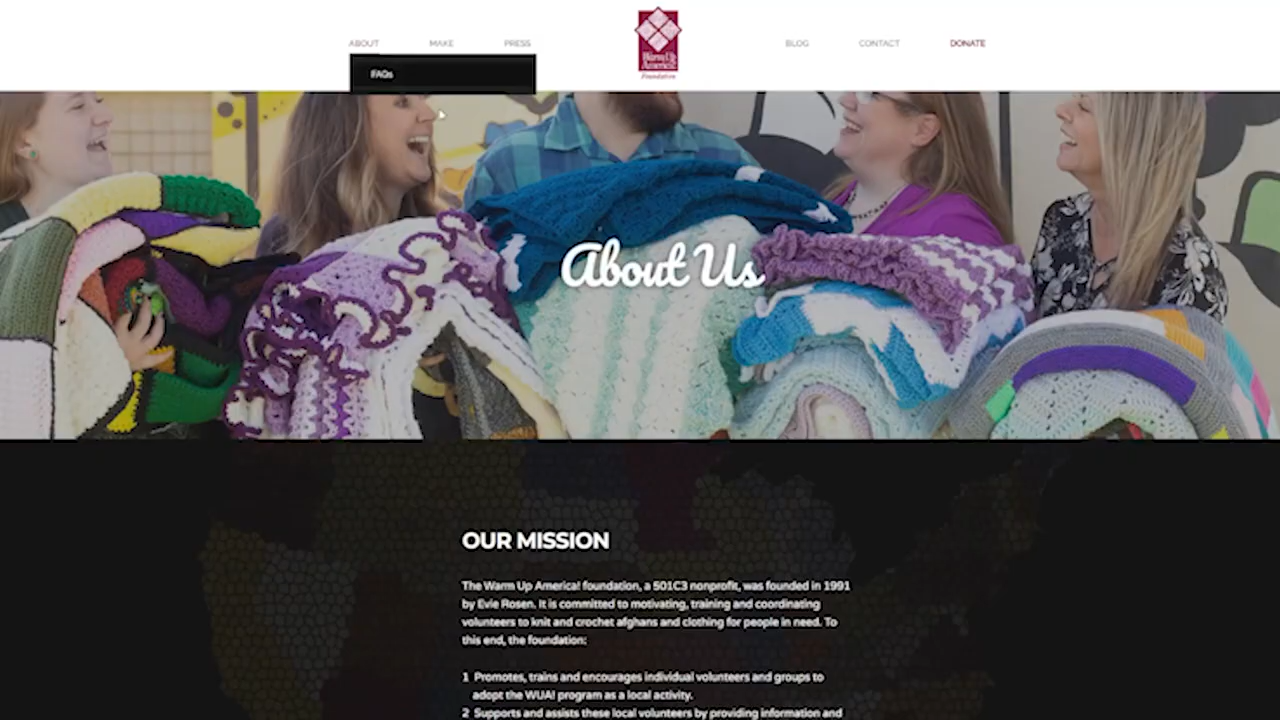 ABOUT
MAKE
PRESS
Warm Up
America!
Foundation
BLOG
CONTACT
DONATE
FAQs
About Us
OUR MISSION
The Warm Up America! foundation, a 501C3 nonprofit, was founded in 1991
by Evie Rosen. It is committed to motivating, training and coordinating
volunteers to knit and crochet afghans and clothing for people in need. To
this end, the foundation:
1 Promotes, trains and encourages individual volunteers and groups to
adopt the WUA! program as a local activity.
2 Supports and assists these local volunteers by providing information and